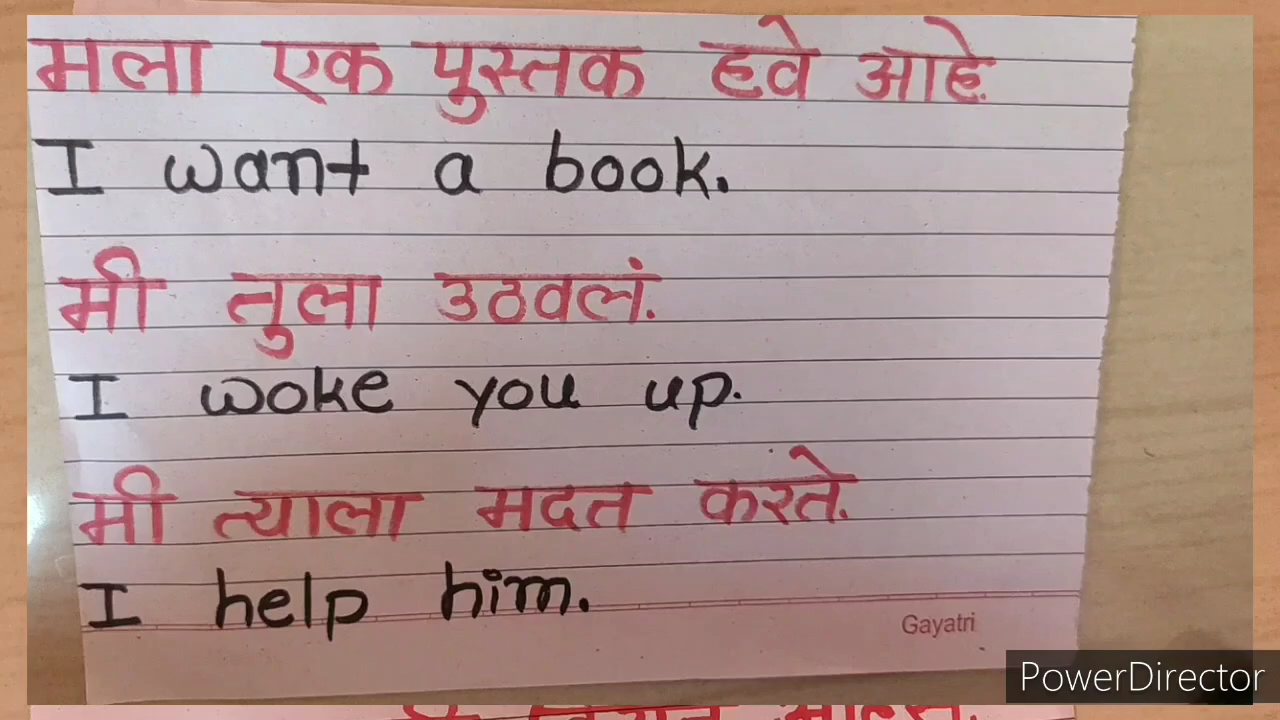 मला एक पुस्तक हवे आहे.
I want a book.
मी तुला उठवलं.
I woke you up.
मी त्याला मदत करते.
I help him.
Gayatri
PowerDirector